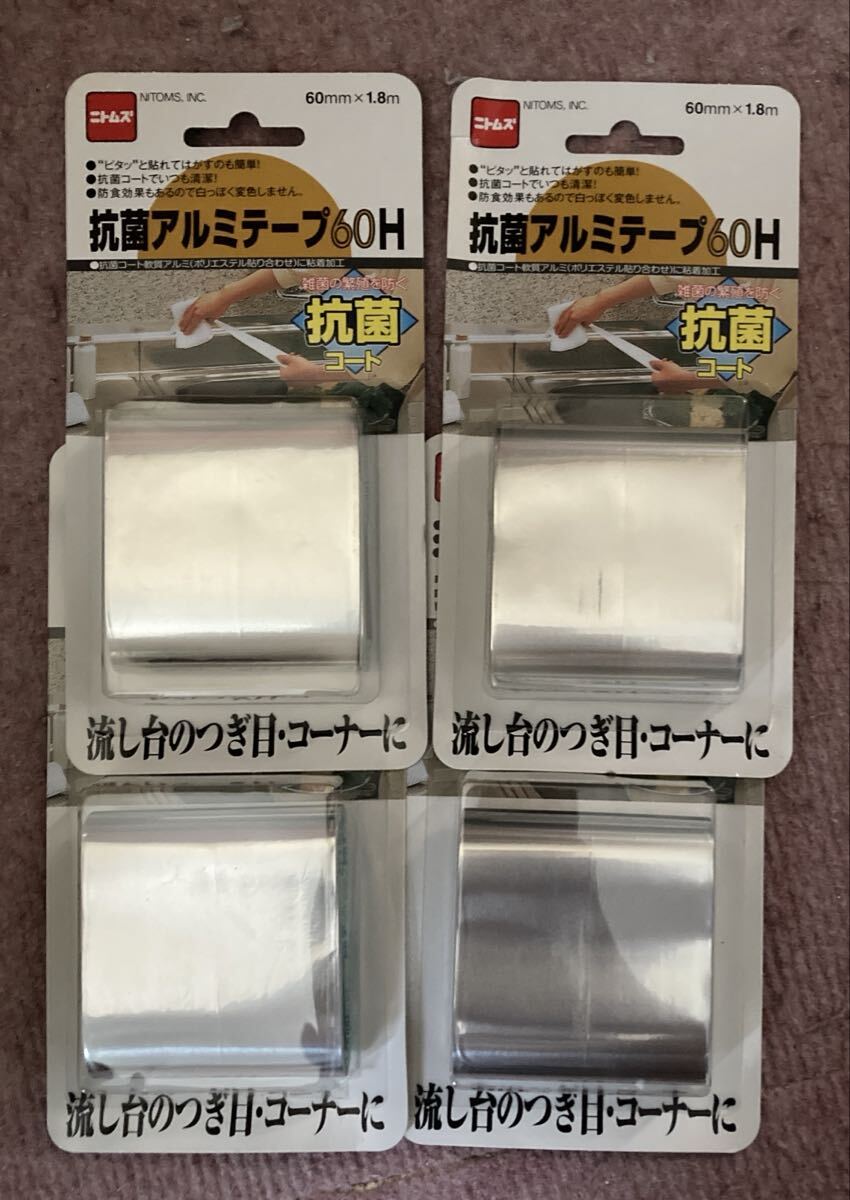 ニトムズ
NITOMS, INC.
60mm×1.8m
●"ピタッ"と貼れてはがすのも簡単!
●抗菌コートでいつも清潔!
●防食効果もあるので白っぽく変色しません。
抗菌アルミテープ60H
●抗菌コート軟質アルミ(ポリエステル貼り合わせ)に粘着加工
雑菌の繁殖を防ぐ
抗菌
コート
流し台のつぎ目・コーナーに
ニトムズ
NITOMS, INC.
60mm×1.8m
●"ピタッ"と貼れてはがすのも簡単!
●抗菌コートでいつも清潔!
●防食効果もあるので白っぽく変色しません。
抗菌アルミテープ60H
●抗菌コート軟質アルミ(ポリエステル貼り合わせ)に粘着加工
雑菌の繁殖を防ぐ
抗菌
コート
流し台のつぎ目・コーナーに
流し台のつぎ目・コーナーに
流し台のつぎ目・コーナーに